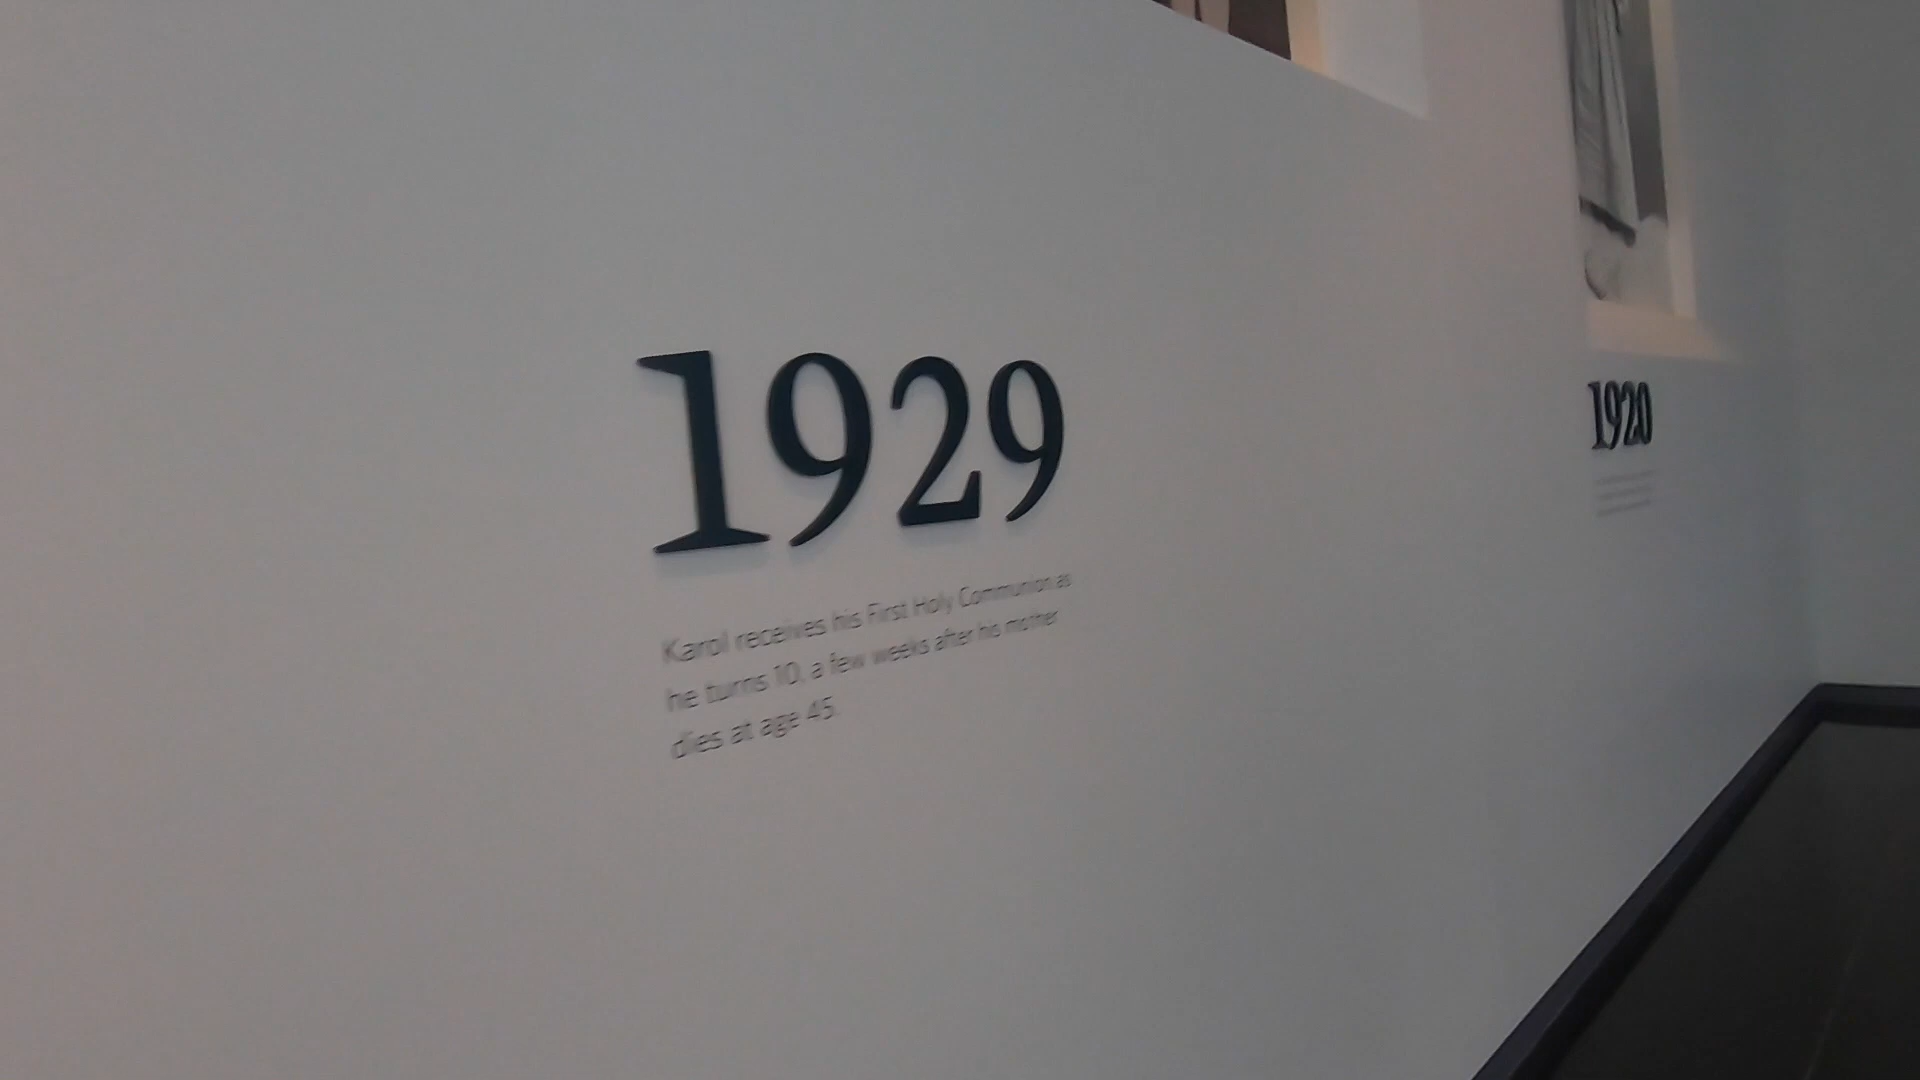 1929
Karol receives his First Holy Communion as
he turns 10, a few weeks after his mother
dies at age 45.
1920